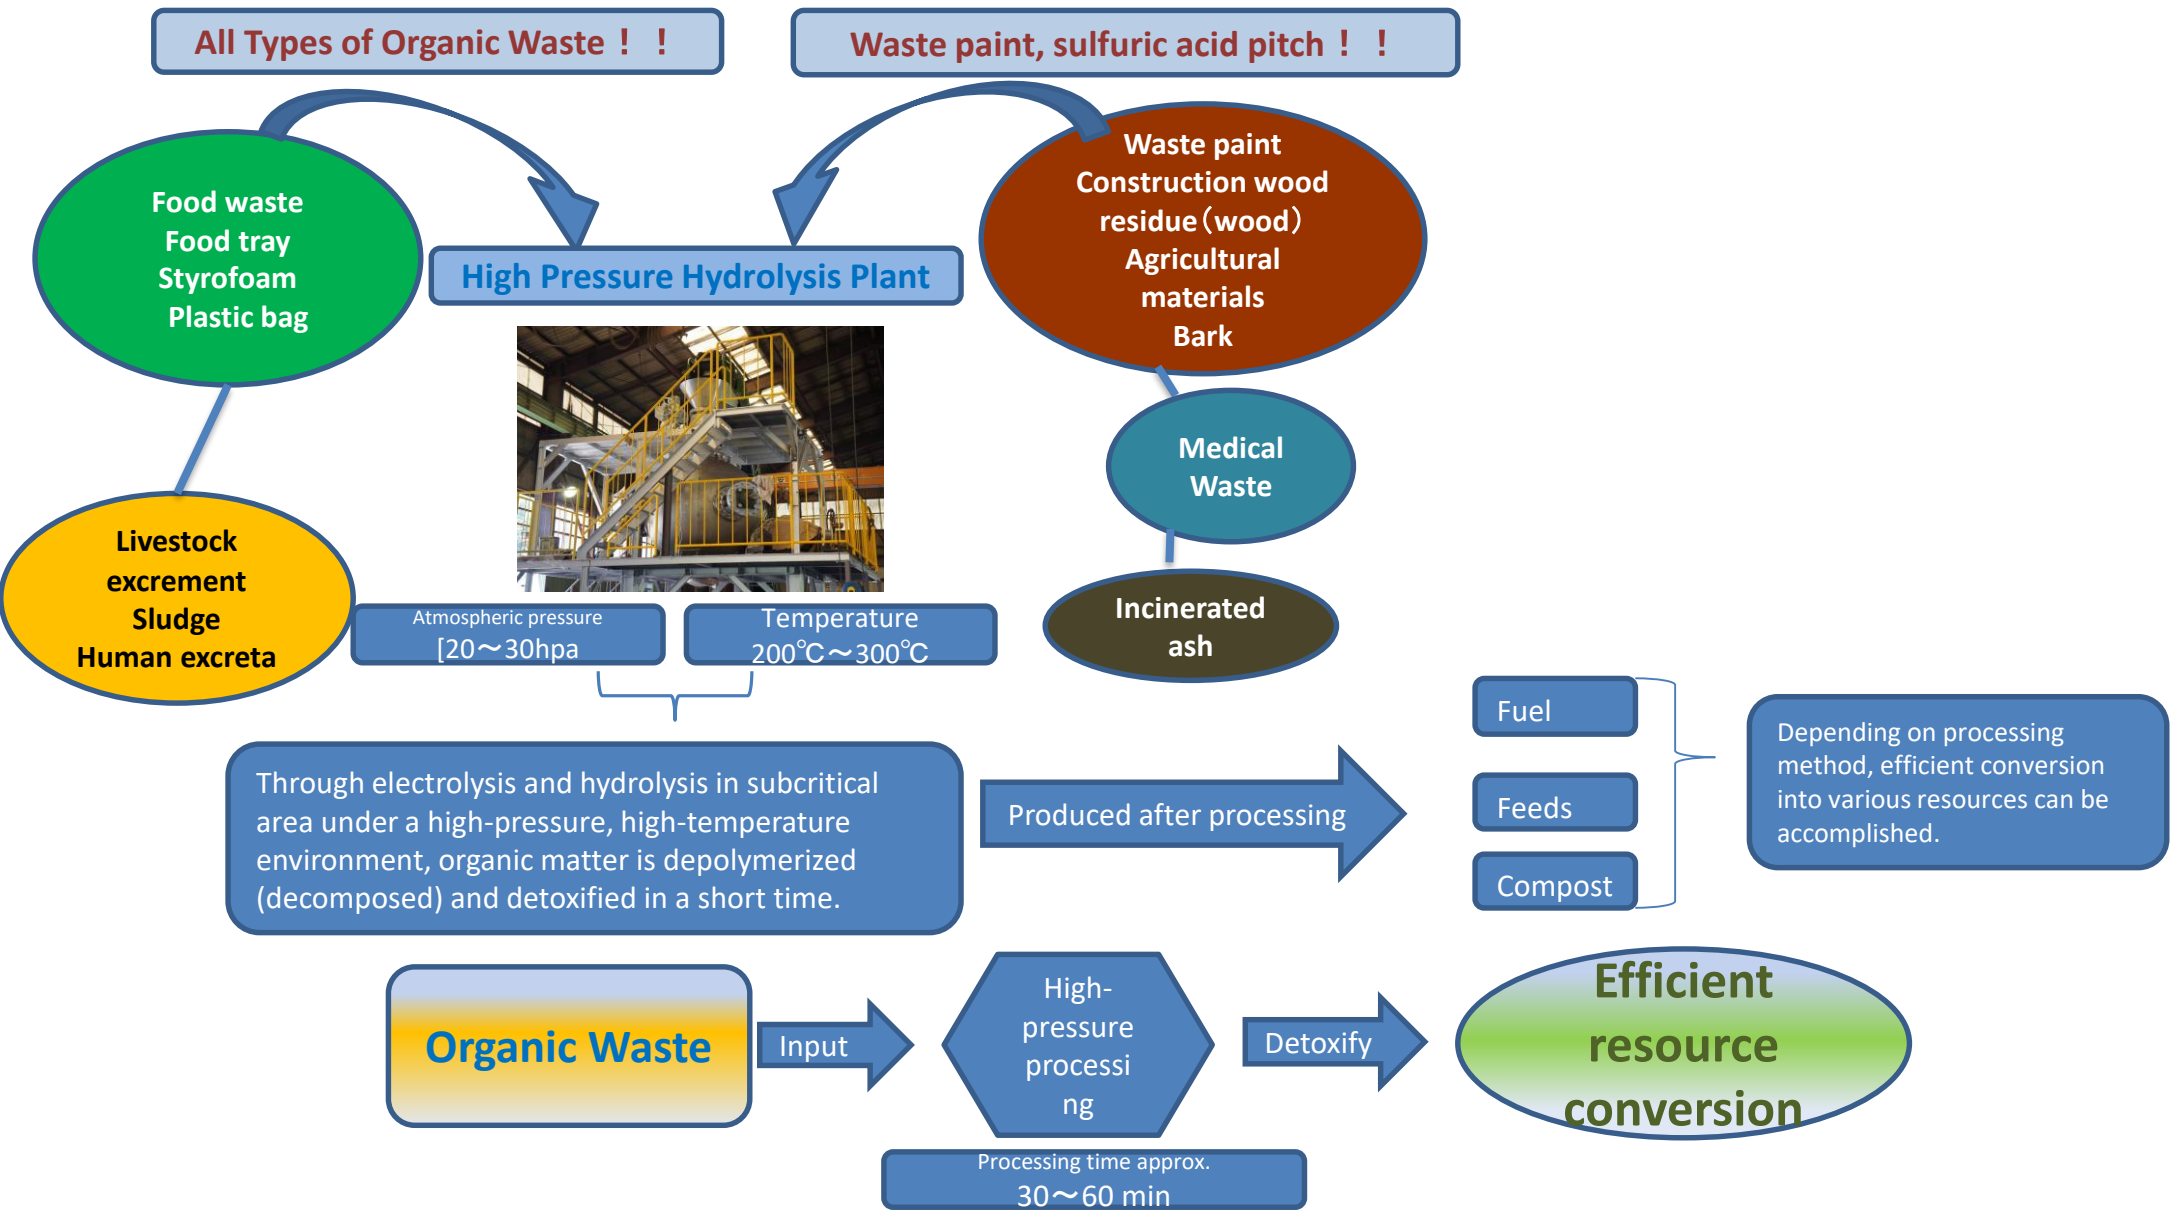 All Types of Organic Waste！！
Waste paint, sulfuric acid pitch！！
Food waste
Food tray
Styrofoam
Plastic bag
High Pressure Hydrolysis Plant
Waste paint
Construction wood
residue（wood）
Agricultural
materials
Bark
Medical
Waste
Livestock
excrement
Sludge
Human excreta
Atmospheric pressure
[20～30hpa
Temperature
200℃～300℃
Incinerated
ash
Through electrolysis and hydrolysis in subcritical
area under a high-pressure, high-temperature
environment, organic matter is depolymerized
(decomposed) and detoxified in a short time.
Produced after processing
Fuel
Feeds
Compost
Depending on processing
method, efficient conversion
into various resources can be
accomplished.
Organic Waste
Input
High-
pressure
processi
ng
Detoxify
Efficient
resource
conversion
Processing time approx.
30～60 min